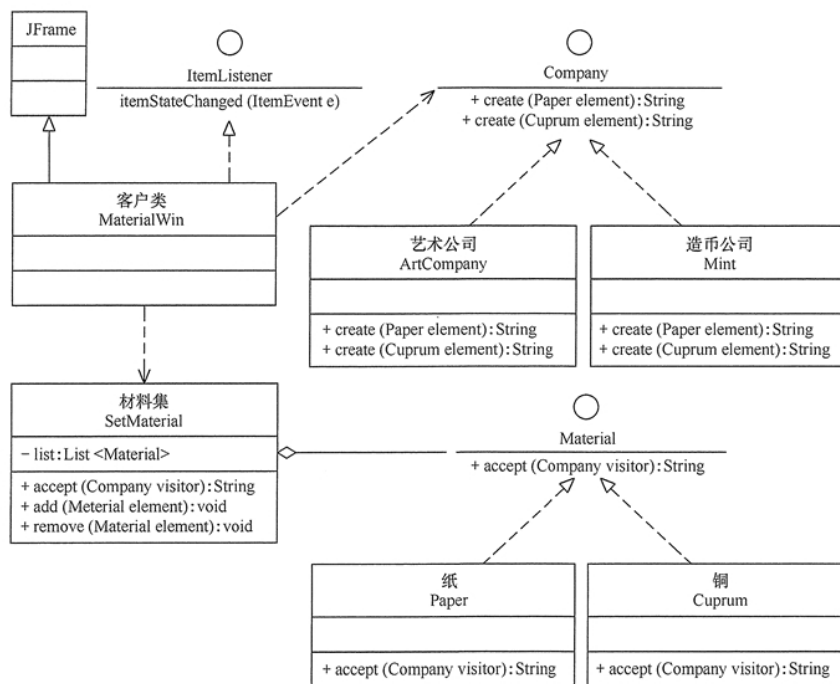 JFrame
ItemListener
itemStateChanged (ItemEvent e)
Company
+ create (Paper element) : String
+ create (Cuprum element) : String
客户类
MaterialWin
艺术公司
ArtCompany
+ create (Paper element) : String
+ create (Cuprum element) : String
造币公司
Mint
+ create (Paper element) : String
+ create (Cuprum element) : String
材料集
SetMaterial
- list : List <Material>
+ accept (Company visitor) : String
+ add (Meterial element) : void
+ remove (Material element) : void
Material
+ accept (Company visitor) : String
纸
Paper
+ accept (Company visitor) : String
铜
Cuprum
+ accept (Company visitor) : String